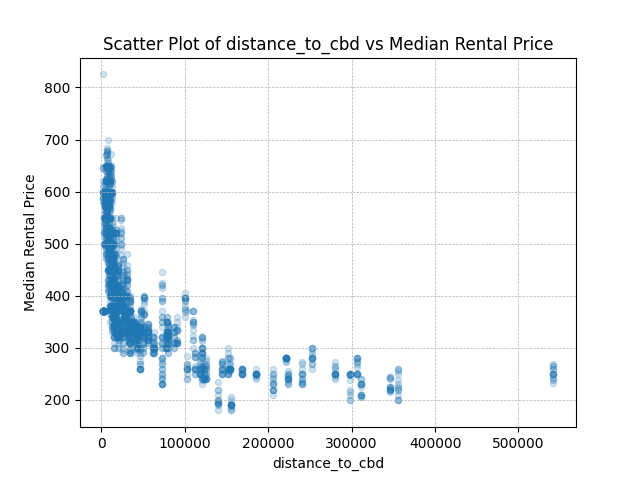 Scatter Plot of distance_to_cbd vs Median Rental Price
Median Rental Price
800
700
600
500
400
300
200
0 100000 200000 300000 400000 500000
distance_to_cbd